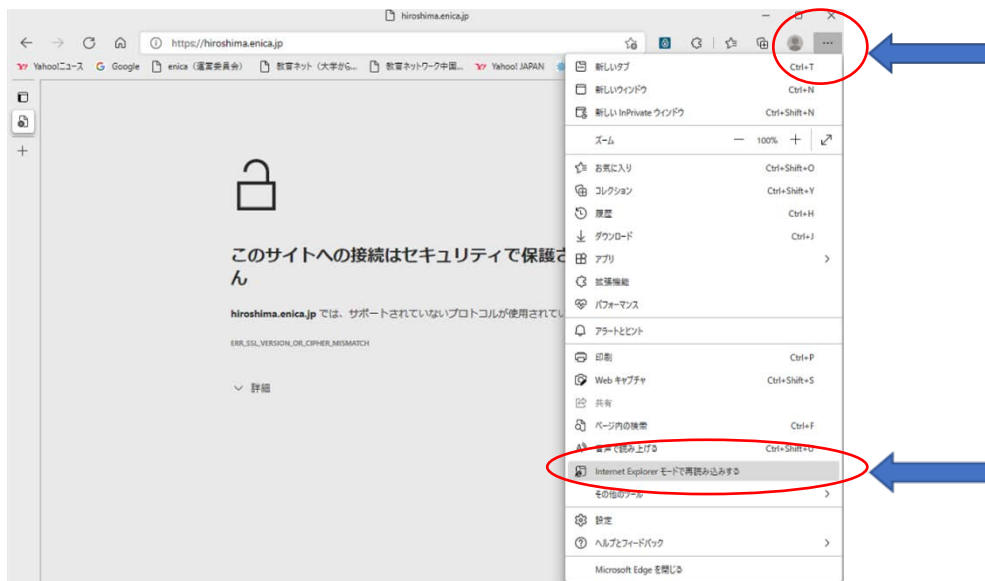 hiroshima.enica.jp
https://hiroshima.enica.jp
Yahoo!ニュース Google enica（運営委員会） 教育ネット（大学から... 教育ネットワーク中国... Yahoo! JAPAN
新しいタブ Ctrl+T
新しいウィンドウ Ctrl+N
新しい InPrivate ウィンドウ Ctrl+Shift+N
ズーム 100%
お気に入り Ctrl+Shift+O
コレクション Ctrl+Shift+Y
履歴 Ctrl+H
ダウンロード Ctrl+J
アプリ
拡張機能
パフォーマンス
アラートとヒント
印刷 Ctrl+P
Web キャプチャ Ctrl+Shift+S
共有
ページ内の検索 Ctrl+F
音声で読み上げる Ctrl+Shift+U
Internet Explorer モードで再読み込みする
その他のツール
設定
ヘルプとフィードバック
Microsoft Edge を閉じる
このサイトへの接続はセキュリティで保護さ
ん
hiroshima.enica.jp では、サポートされていないプロトコルが使用されてい
ERR_SSL_VERSION_OR_CIPHER_MISMATCH
詳細